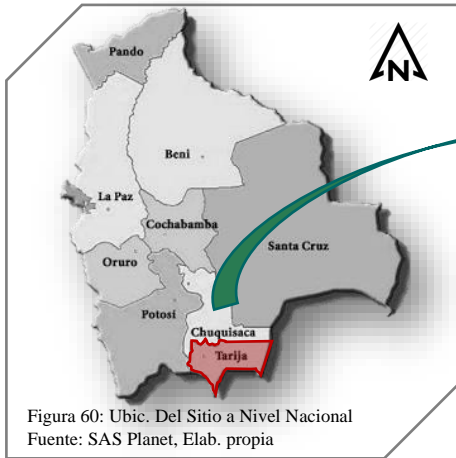 Pando
N
Beni
La Paz
Cochabamba
Santa Cruz
Oruro
Potosí
Chuquisaca
Tarija
Figura 60: Ubic. Del Sitio a Nivel Nacional
Fuente: SAS Planet, Elab. propia